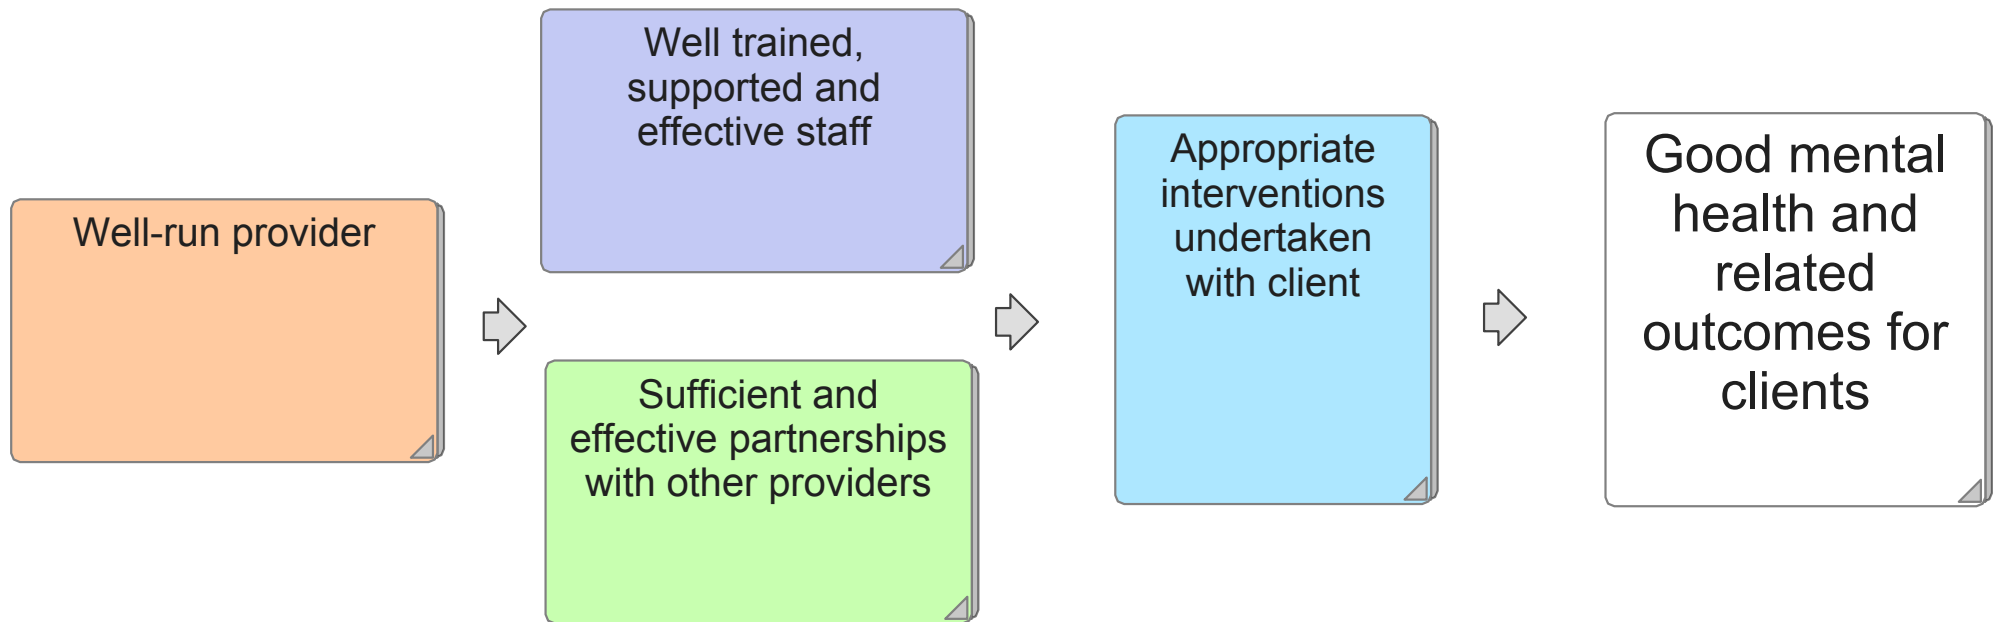 Well-run provider
Well trained,
supported and
effective staff
Sufficient and
effective partnerships
with other providers
Appropriate
interventions
undertaken
with client
Good mental
health and
related
outcomes for
clients